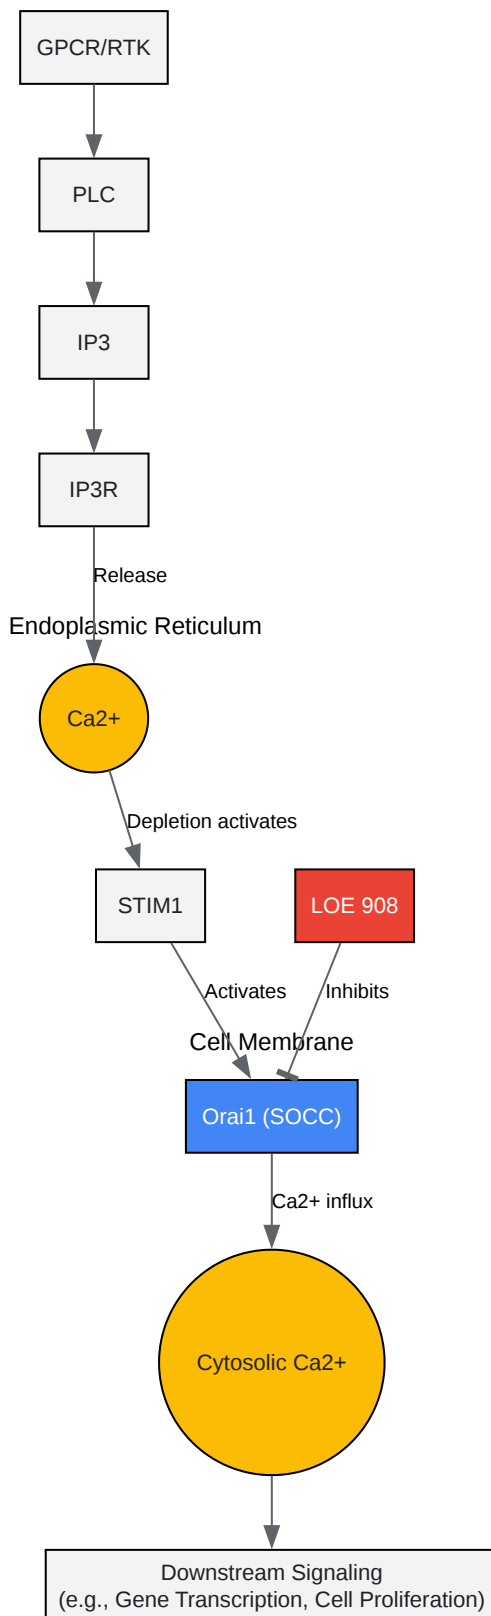 GPCR/RTK
PLC
IP3
IP3R
Release
Endoplasmic Reticulum
Ca2+
Depletion activates
STIM1
LOE 908
Activates
Inhibits
Cell Membrane
Orai1 (SOCC)
Ca2+ influx
Cytosolic Ca2+
Downstream Signaling
(e.g., Gene Transcription, Cell Proliferation)